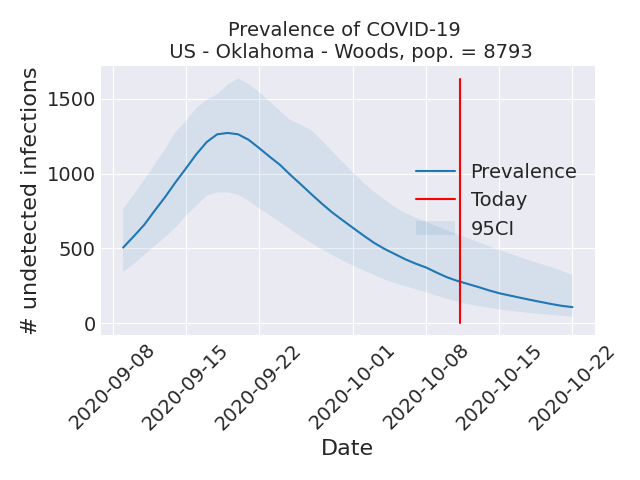 Prevalence of COVID-19
US - Oklahoma - Woods, pop. = 8793
# undetected infections
1500
1000
500
0
Prevalence
Today
95CI
2020-09-08
2020-09-15
2020-09-22
2020-10-01
2020-10-08
2020-10-15
2020-10-22
Date